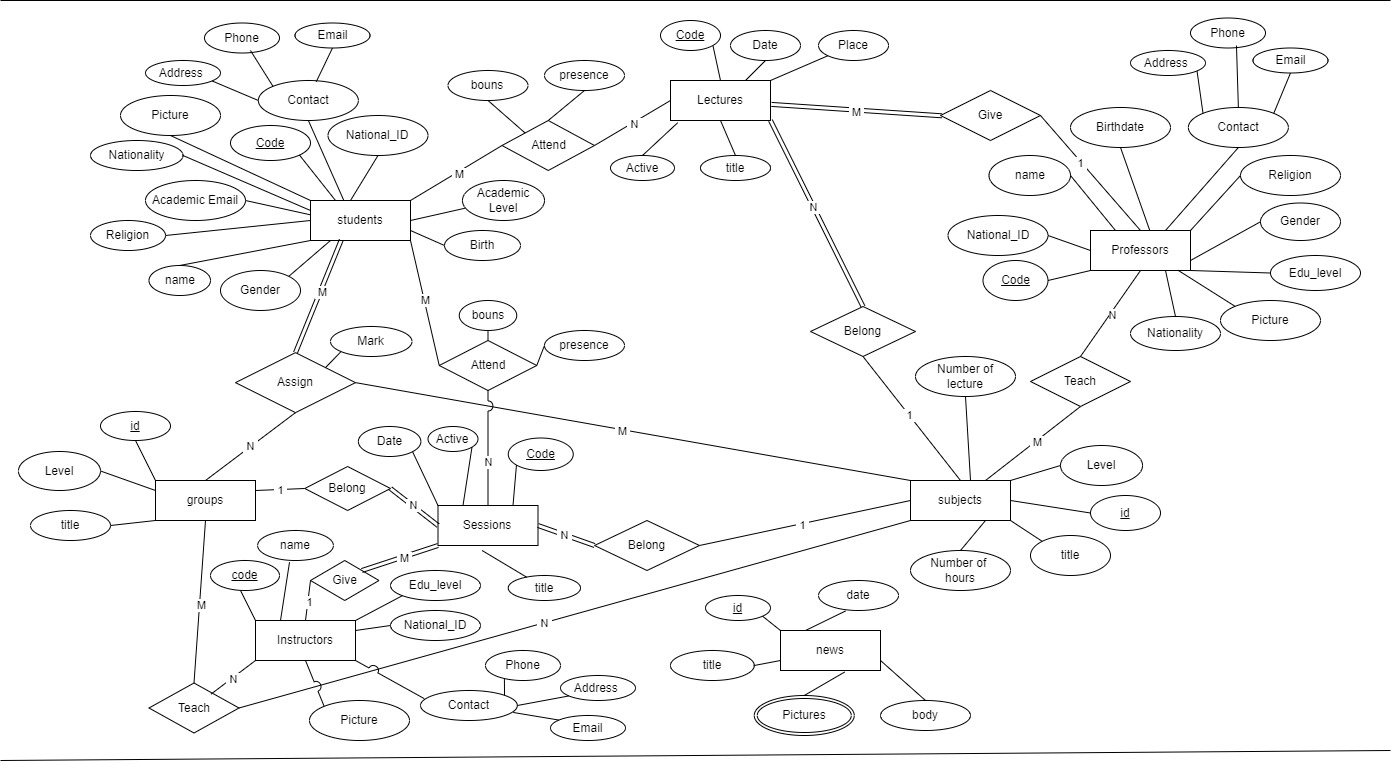 Phone
Email
Address
Contact
Picture
Code
National_ID
Nationality
Academic Email
Religion
name
Gender
students
Academic
Level
Birth
bouns
presence
Attend
M
N
Code
Date
Place
Lectures
Active
title
M
Give
1
Phone
Address
Email
Contact
Birthdate
name
Religion
National_ID
Gender
Professors
Code
Edu_level
Nationality
Picture
N
Teach
M
N
Belong
1
M
Mark
Assign
N
M
M
bouns
presence
Attend
N
Number of
lecture
Level
subjects
id
title
Number of
hours
id
Level
groups
title
1
Belong
N
Date
Active
Code
Sessions
title
N
Belong
1
M
Give
1
name
code
Edu_level
National_ID
Instructors
M
N
Teach
N
Picture
Phone
Address
Contact
Email
id
date
news
title
Pictures
body